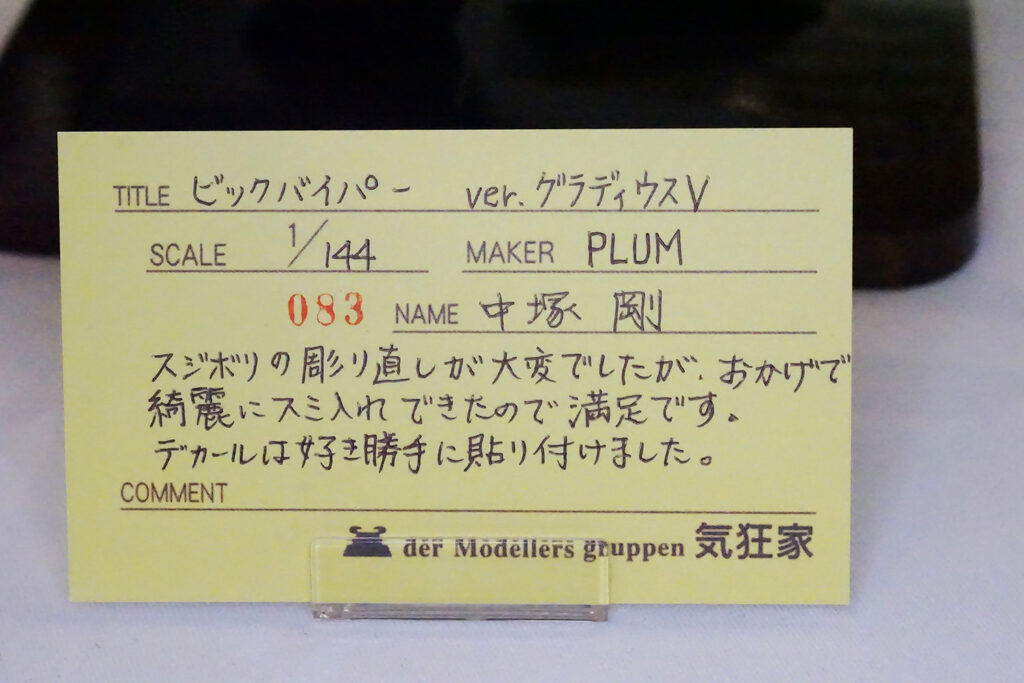 TITLE ビックバイパー ver. グラディウスV
SCALE 1/144 MAKER PLUM
083 NAME 中塚 剛
スジボリの彫り直しが大変でしたが、おかげで
綺麗にスミ入れできたので満足です。
デカールは好き勝手に貼り付けました。
COMMENT
der Modellers gruppen 気狂家